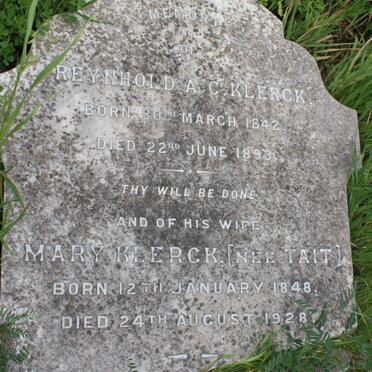 MEMORY
OF
REYNHOLD A. C. KLERCK.
BORN 30TH MARCH 1842.
DIED 22ND JUNE 1893.
THY WILL BE DONE
AND OF HIS WIFE
MARY KLERCK. [NEE TAIT]
BORN 12TH JANUARY 1848.
DIED 24TH AUGUST 1928.